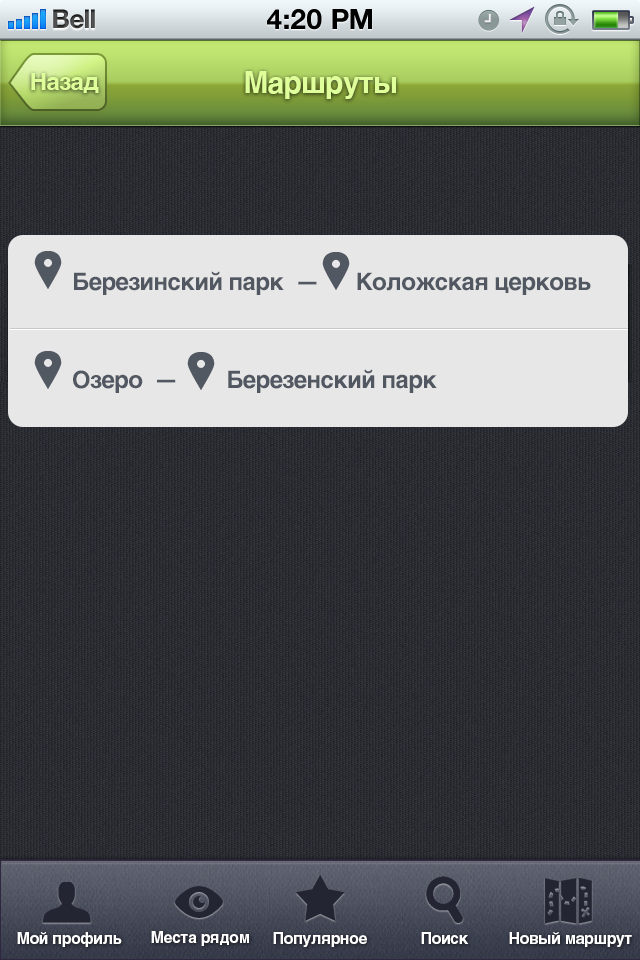 Bell 4:20 PM
Назад Маршруты
Березинский парк — Коложская церковь
Озеро — Березенский парк
Мой профиль Места рядом Популярное Поиск Новый маршрут